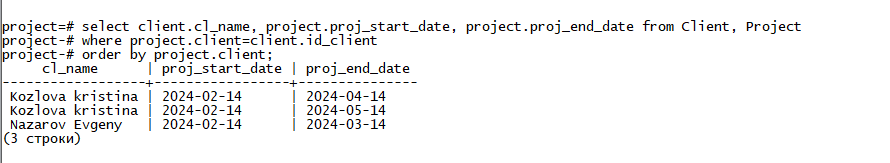 project=# select client.cl_name, project.proj_start_date, project.proj_end_date from Client, Project
project-# where project.client=client.id_client
project-# order by project.client;
     cl_name      | proj_start_date | proj_end_date
------------------+-----------------+---------------
 Kozlova kristina | 2024-02-14      | 2024-04-14
 Kozlova kristina | 2024-02-14      | 2024-05-14
 Nazarov Evgeny   | 2024-02-14      | 2024-03-14
(3 строки)